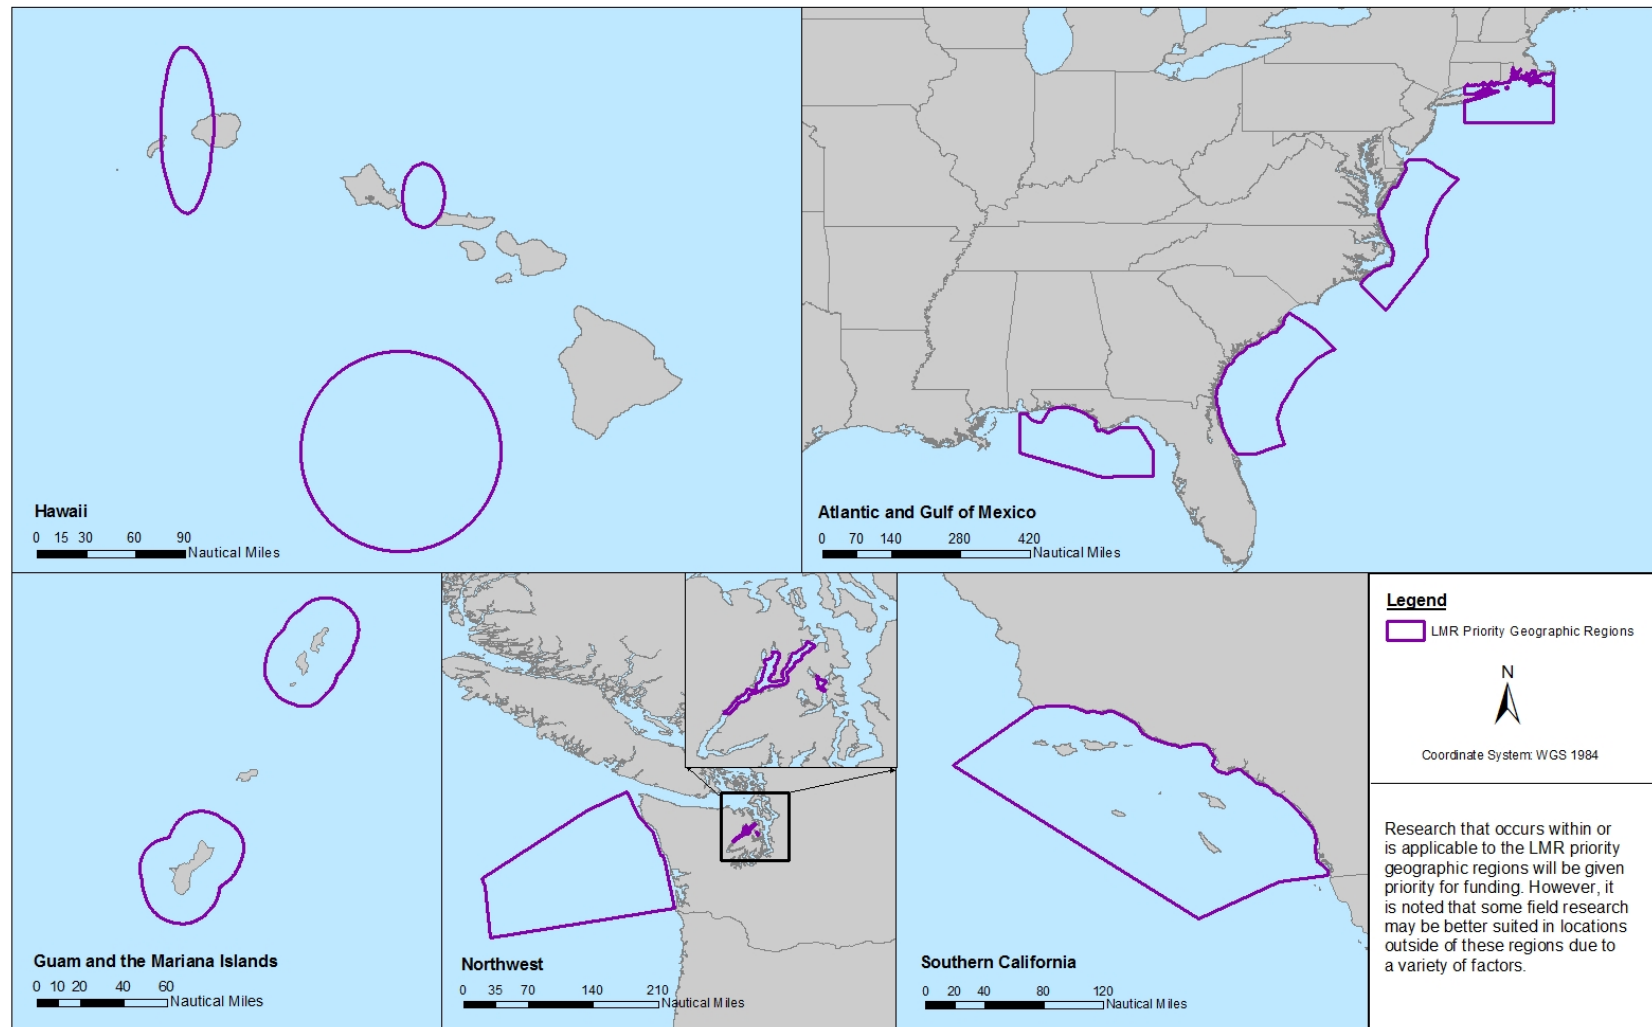 Hawaii
0 15 30 60 90
Nautical Miles
Atlantic and Gulf of Mexico
0 70 140 280 420
Nautical Miles
Guam and the Mariana Islands
0 10 20 40 60
Nautical Miles
Northwest
0 35 70 140 210
Nautical Miles
Southern California
0 20 40 80 120
Nautical Miles
Legend
LMR Priority Geographic Regions
N
Coordinate System: WGS 1984
Research that occurs within or
is applicable to the LMR priority
geographic regions will be given
priority for funding. However, it
is noted that some field research
may be better suited in locations
outside of these regions due to
a variety of factors.